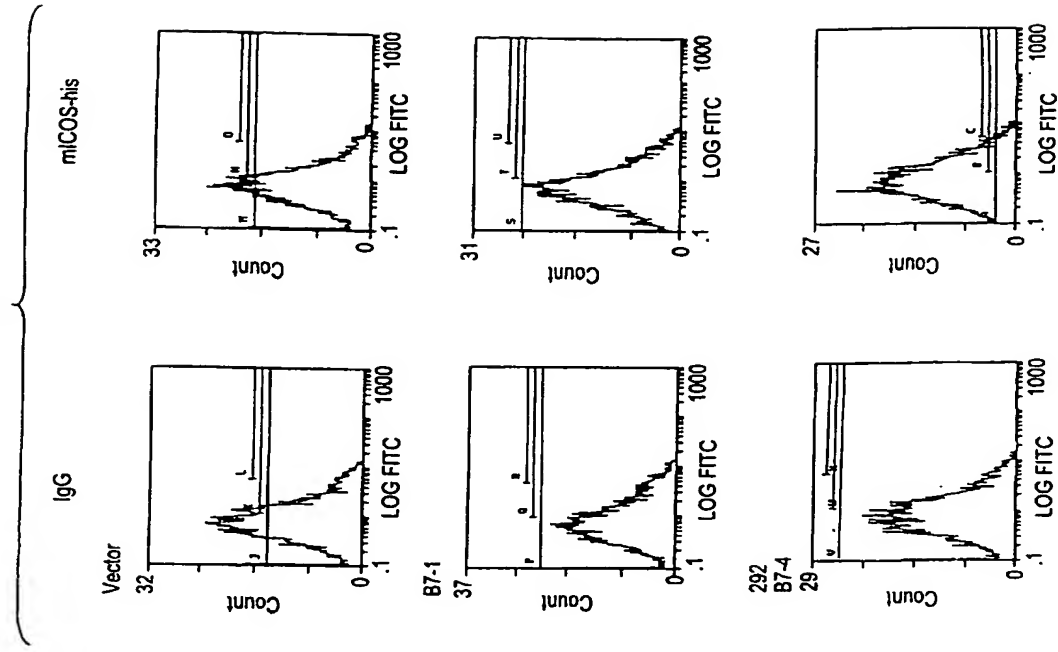 IgG
mICOS-his
Vector
32
Count
J
K
L
0
.1
1000
LOG FITC
33
Count
M
N
O
0
.1
1000
LOG FITC
B7-1
37
Count
P
Q
R
0
.1
1000
LOG FITC
31
Count
S
T
U
0
.1
1000
LOG FITC
292
B7-4
29
Count
V
W
X
0
.1
1000
LOG FITC
27
Count
B
C
0
.1
1000
LOG FITC